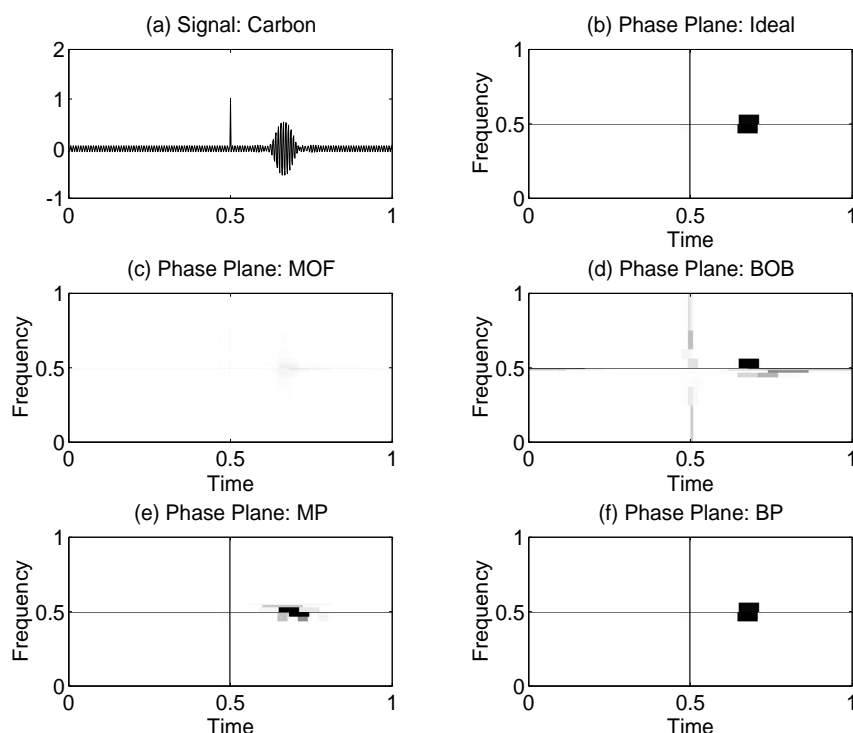 (a) Signal: Carbon
2
1
0
-1
0
0.5
1
(b) Phase Plane: Ideal
Frequency
1
0.5
0
0
0.5
1
Time
(c) Phase Plane: MOF
Frequency
1
0.5
0
0
0.5
1
Time
(d) Phase Plane: BOB
Frequency
1
0.5
0
0
0.5
1
Time
(e) Phase Plane: MP
Frequency
1
0.5
0
0
0.5
1
Time
(f) Phase Plane: BP
Frequency
1
0.5
0
0
0.5
1
Time